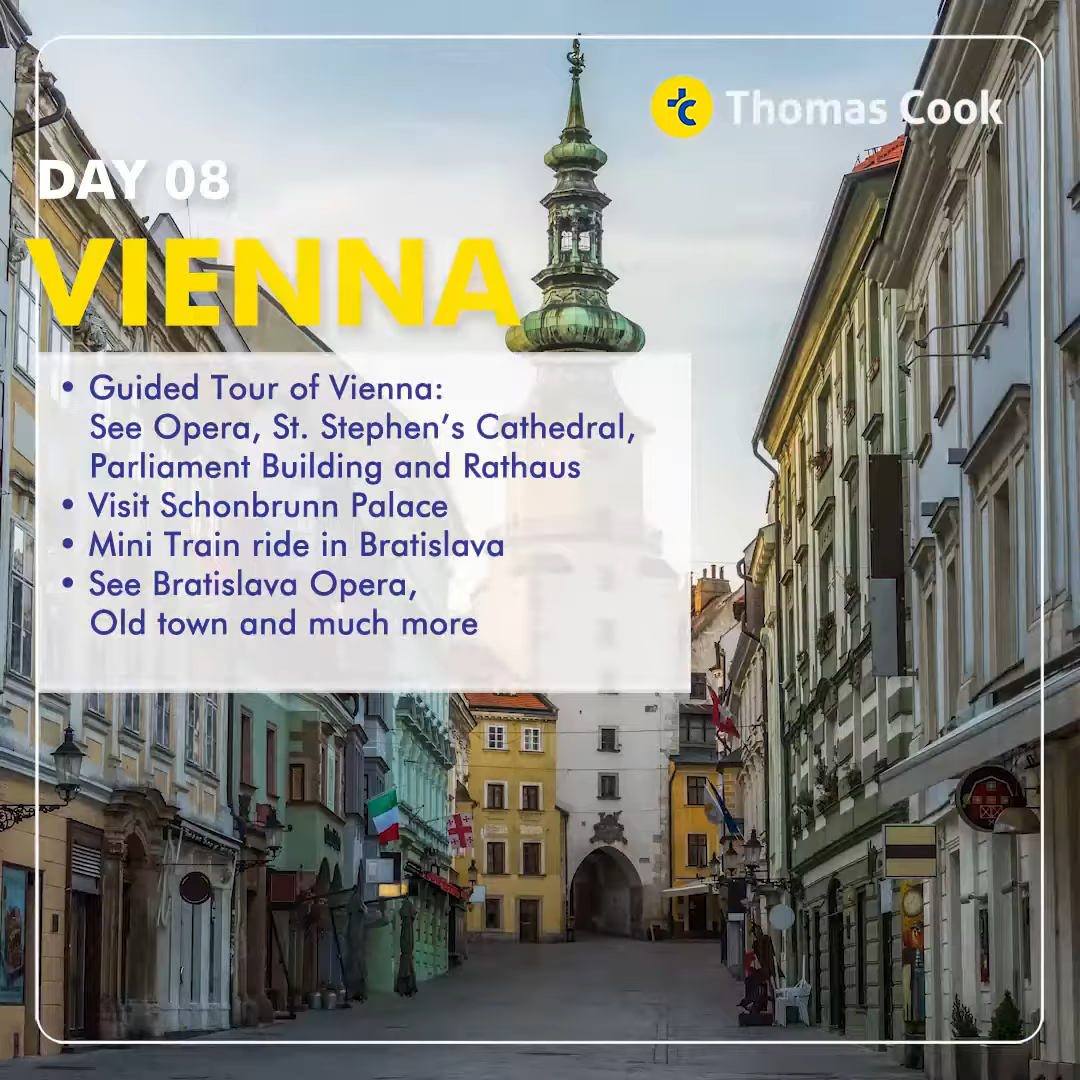 Thomas Cook
DAY 08
VIENNA
• Guided Tour of Vienna:
See Opera, St. Stephen's Cathedral,
Parliament Building and Rathaus
• Visit Schonbrunn Palace
• Mini Train ride in Bratislava
• See Bratislava Opera,
Old town and much more